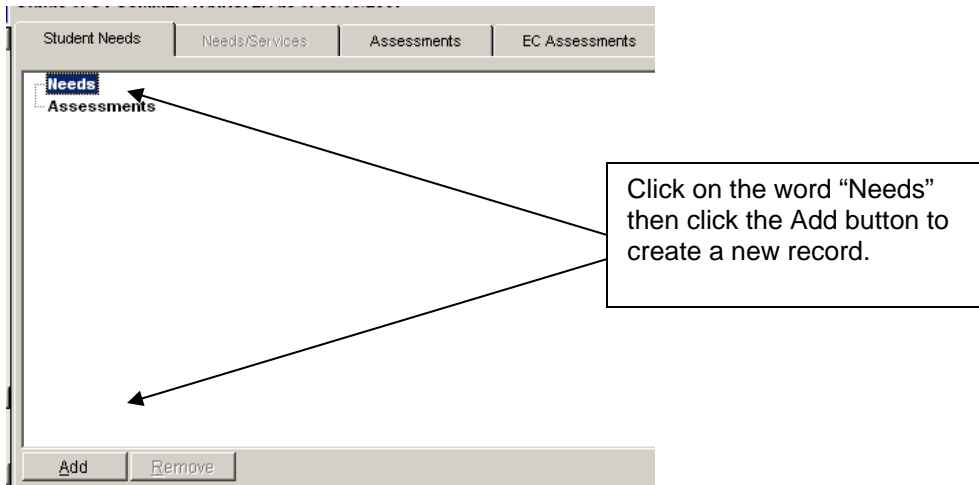 Student Needs Needs/Services Assessments EC Assessments
Needs
Assessments
Click on the word “Needs”
then click the Add button to
create a new record.
Add Remove